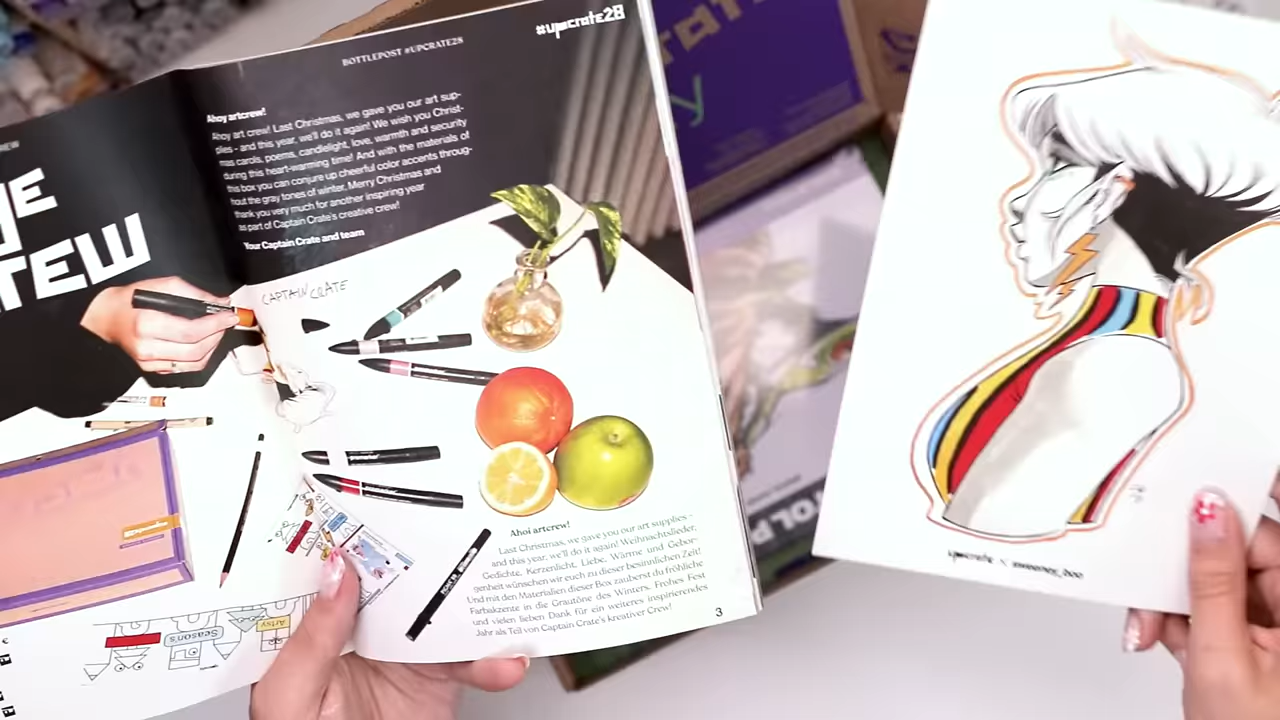 #upcrate28
BOTTLEPOST #UPCRATE28
Ahoy artcrew!
Ahoy art crew! Last Christmas, we gave you our art sup-
plies - and this year, we'll do it again! We wish you Christ-
mas carols, poems, candlelight, love, warmth and security
during this heart-warming time! And with the materials of
this box you can conjure up cheerful color accents throug-
hout the gray tones of winter. Merry Christmas and
thank you very much for another inspiring year
as part of Captain Crate's creative crew!
Your Captain Crate and team
CAPTAIN CRATE
Artsy
Season's
Ahoi artcrew!
Last Christmas, we gave you our art supplies -
and this year, we'll do it again! Weihnachtslieder,
Gedichte, Kerzenlicht, Liebe, Wärme und Gebor-
genheit wünschen wir euch zu dieser besinnlichen Zeit!
Und mit den Materialien dieser Box zauberst du fröhliche
Farbakzente in die Grautöne des Winters. Frohes Fest
und vielen lieben Dank für ein weiteres inspirierendes
Jahr als Teil von Captain Crate's kreativer Crew!
3